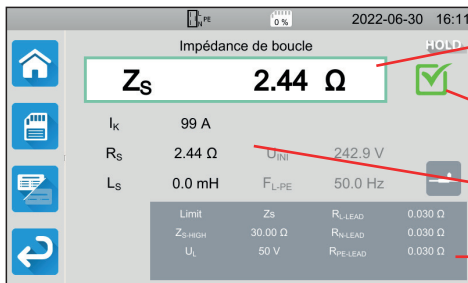 L N PE 0 % 2022-06-30 16:11
Impédance de boucle HOLD
ZS 2.44 Ω
IK 99 A
RS 2.44 Ω UINI 242.9 V
LS 0.0 mH FL-PE 50.0 Hz
Limit Zs RL-LEAD 0.030 Ω
ZS-HIGH 30.00 Ω RN-LEAD 0.030 Ω
UL 50 V RPE-LEAD 0.030 Ω